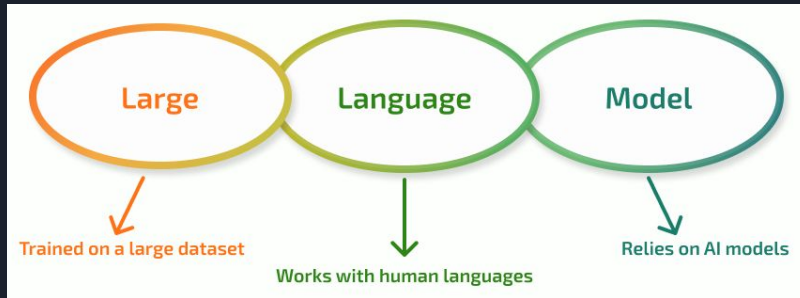 Large
Language
Model
Trained on a large dataset
Works with human languages
Relies on AI models